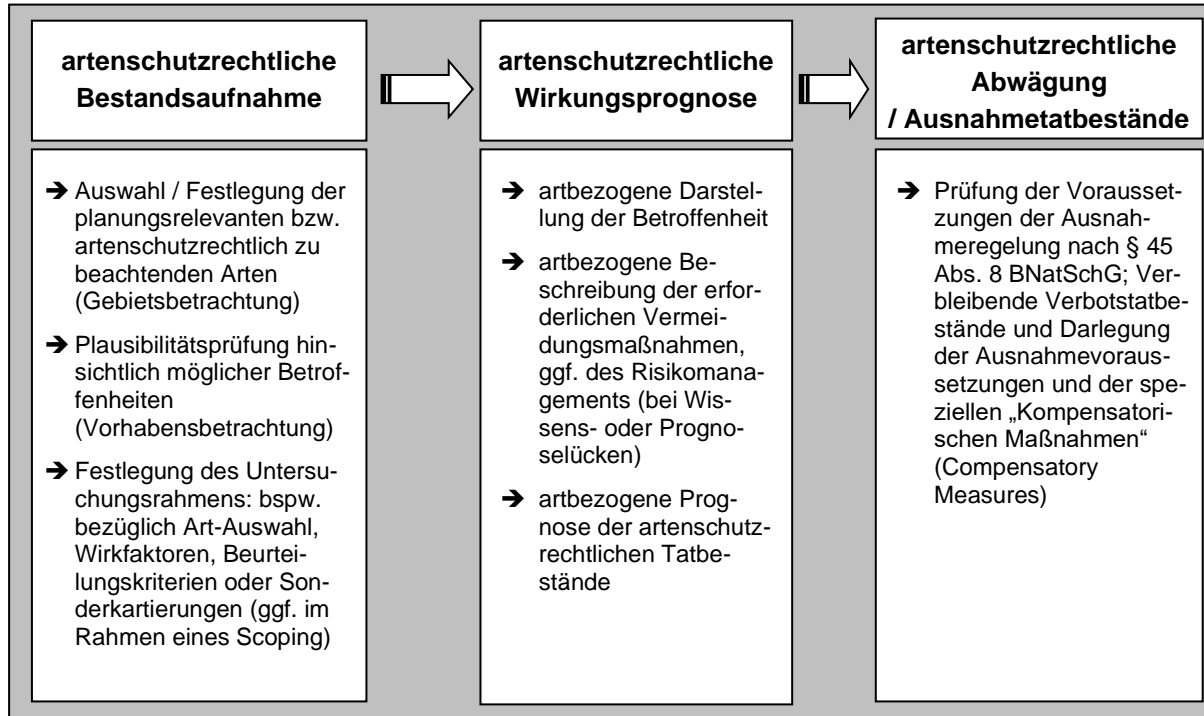 artenschutzrechtliche
Bestandsaufnahme
artenschutzrechtliche
Wirkungsprognose
artenschutzrechtliche
Abwägung
/ Ausnahmetatbestände
➔ Auswahl / Festlegung der
planungsrelevanten bzw.
artenschutzrechtlich zu
beachtenden Arten
(Gebietsbetrachtung)
➔ Plausibilitätsprüfung hin-
sichtlich möglicher Betrof-
fenheiten
(Vorhabensbetrachtung)
➔ Festlegung des Untersu-
chungsrahmens: bspw.
bezüglich Art-Auswahl,
Wirkfaktoren, Beurtei-
lungskriterien oder Son-
derkartierungen (ggf. im
Rahmen eines Scoping)
➔ artbezogene Darstel-
lung der Betroffenheit
➔ artbezogene Be-
schreibung der erfor-
derlichen Vermei-
dungsmaßnahmen,
ggf. des Risikomana-
gements (bei Wis-
sens- oder Progno-
selücken)
➔ artbezogene Prog-
nose der artenschutz-
rechtlichen Tatbe-
stände
➔ Prüfung der Vorausset-
zungen der Ausnah-
meregelung nach § 45
Abs. 8 BNatSchG; Ver-
bleibende Verbotstatbe-
stände und Darlegung
der Ausnahmevoraus-
setzungen und der spe-
ziellen „Kompensatori-
schen Maßnahmen“
(Compensatory
Measures)